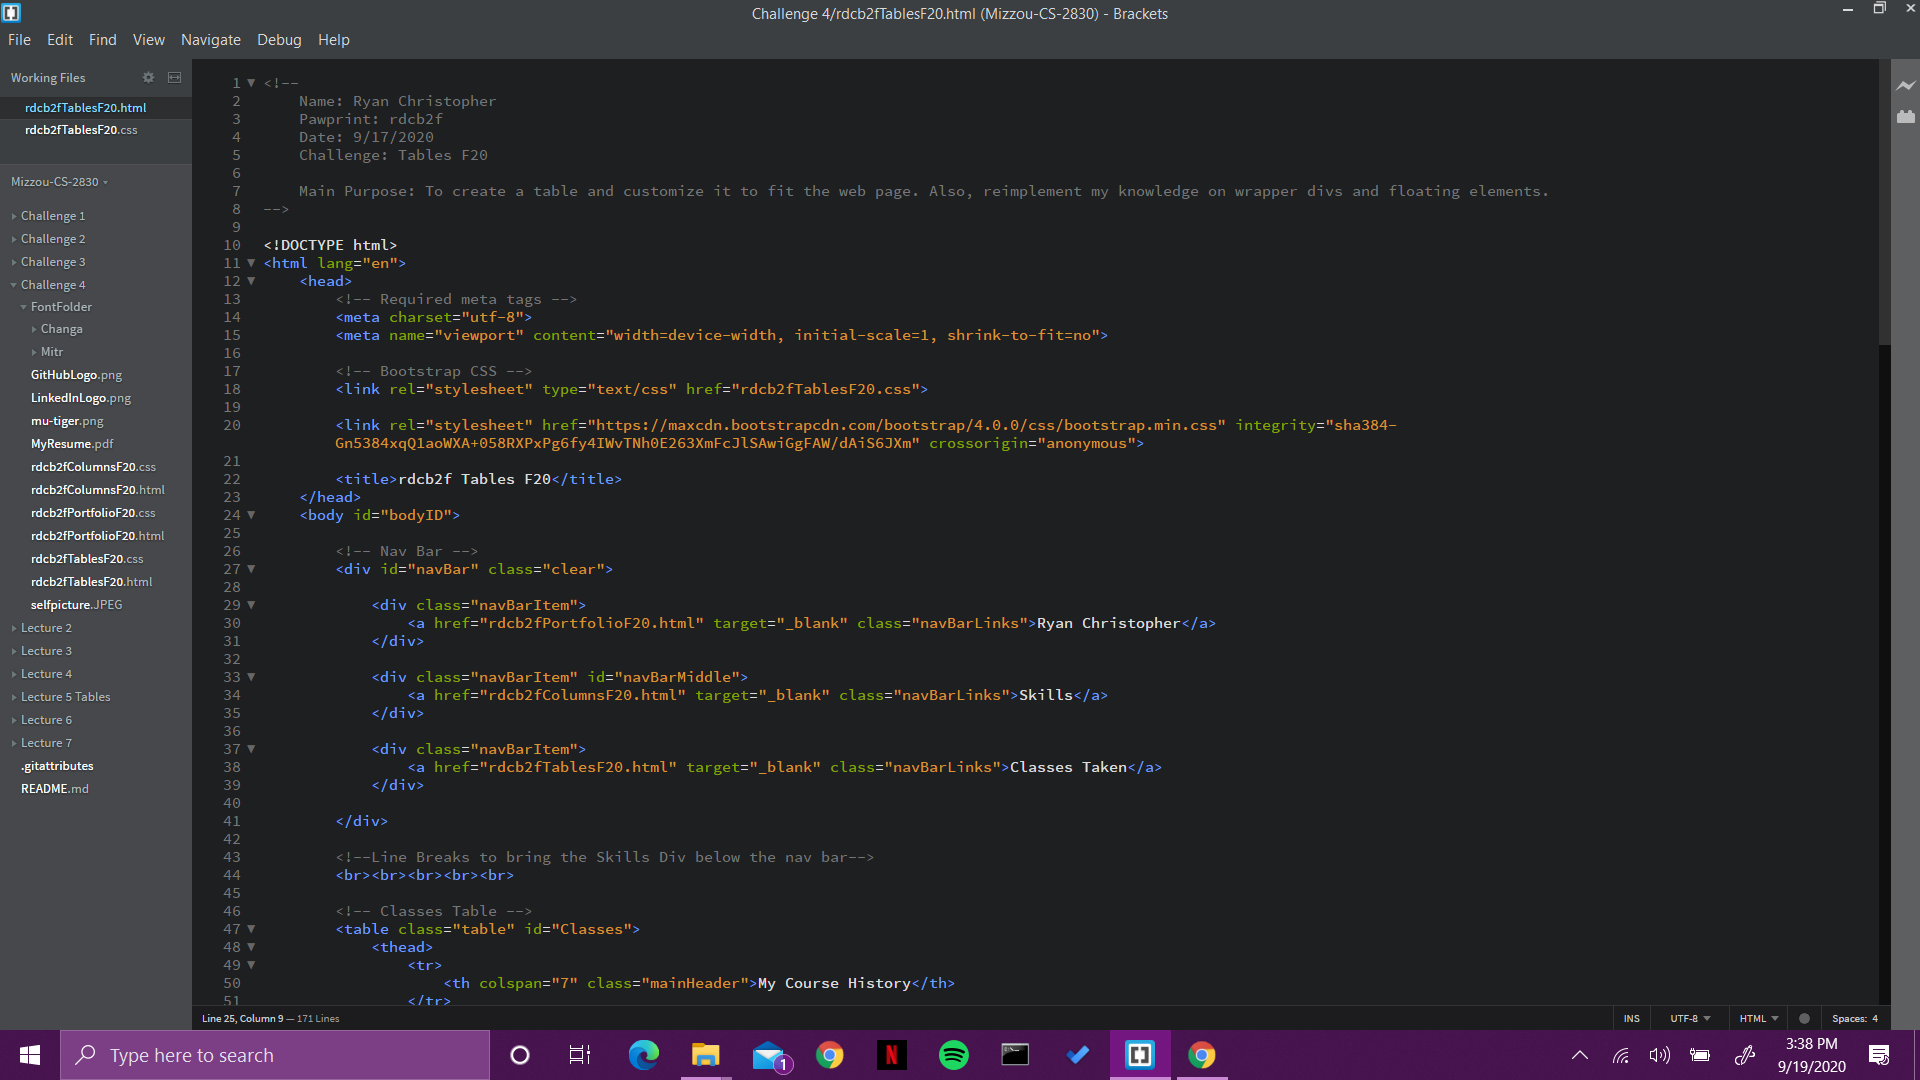 Challenge 4/rdcb2fTablesF20.html (Mizzou-CS-2830) - Brackets
File Edit Find View Navigate Debug Help
Working Files
rdcb2fTablesF20.html
rdcb2fTablesF20.css
Mizzou-CS-2830
Challenge 1
Challenge 2
Challenge 3
Challenge 4
FontFolder
Changa
Mitr
GitHubLogo.png
LinkedInLogo.png
mu-tiger.png
MyResume.pdf
rdcb2fColumnsF20.css
rdcb2fColumnsF20.html
rdcb2fPortfolioF20.css
rdcb2fPortfolioF20.html
rdcb2fTablesF20.css
rdcb2fTablesF20.html
selfpicture.JPEG
Lecture 2
Lecture 3
Lecture 4
Lecture 5 Tables
Lecture 6
Lecture 7
.gitattributes
README.md
1 <!--
2 Name: Ryan Christopher
3 Pawprint: rdcb2f
4 Date: 9/17/2020
5 Challenge: Tables F20
6
7 Main Purpose: To create a table and customize it to fit the web page. Also, reimplement my knowledge on wrapper divs and floating elements.
8 -->
9
10 <!DOCTYPE html>
11 <html lang="en">
12 <head>
13 <!-- Required meta tags -->
14 <meta charset="utf-8">
15 <meta name="viewport" content="width=device-width, initial-scale=1, shrink-to-fit=no">
16
17 <!-- Bootstrap CSS -->
18 <link rel="stylesheet" type="text/css" href="rdcb2fTablesF20.css">
19
20 <link rel="stylesheet" href="https://maxcdn.bootstrapcdn.com/bootstrap/4.0.0/css/bootstrap.min.css" integrity="sha384-
Gn5384xqQ1aoWXA+058RXPxPg6fy4IWvTNh0E263XmFcJlSAwiGgFAW/dAiS6JXm" crossorigin="anonymous">
21
22 <title>rdcb2f Tables F20</title>
23 </head>
24 <body id="bodyID">
25
26 <!-- Nav Bar -->
27 <div id="navBar" class="clear">
28
29 <div class="navBarItem">
30 <a href="rdcb2fPortfolioF20.html" target="_blank" class="navBarLinks">Ryan Christopher</a>
31 </div>
32
33 <div class="navBarItem" id="navBarMiddle">
34 <a href="rdcb2fColumnsF20.html" target="_blank" class="navBarLinks">Skills</a>
35 </div>
36
37 <div class="navBarItem">
38 <a href="rdcb2fTablesF20.html" target="_blank" class="navBarLinks">Classes Taken</a>
39 </div>
40
41 </div>
42
43 <!--Line Breaks to bring the Skills Div below the nav bar-->
44 <br><br><br><br><br>
45
46 <!-- Classes Table -->
47 <table class="table" id="Classes">
48 <thead>
49 <tr>
50 <th colspan="7" class="mainHeader">My Course History</th>
51 </tr>
Line 25, Column 9 — 171 Lines
INS UTF-8 HTML Spaces: 4
Type here to search
1
N
3:38 PM
9/19/2020